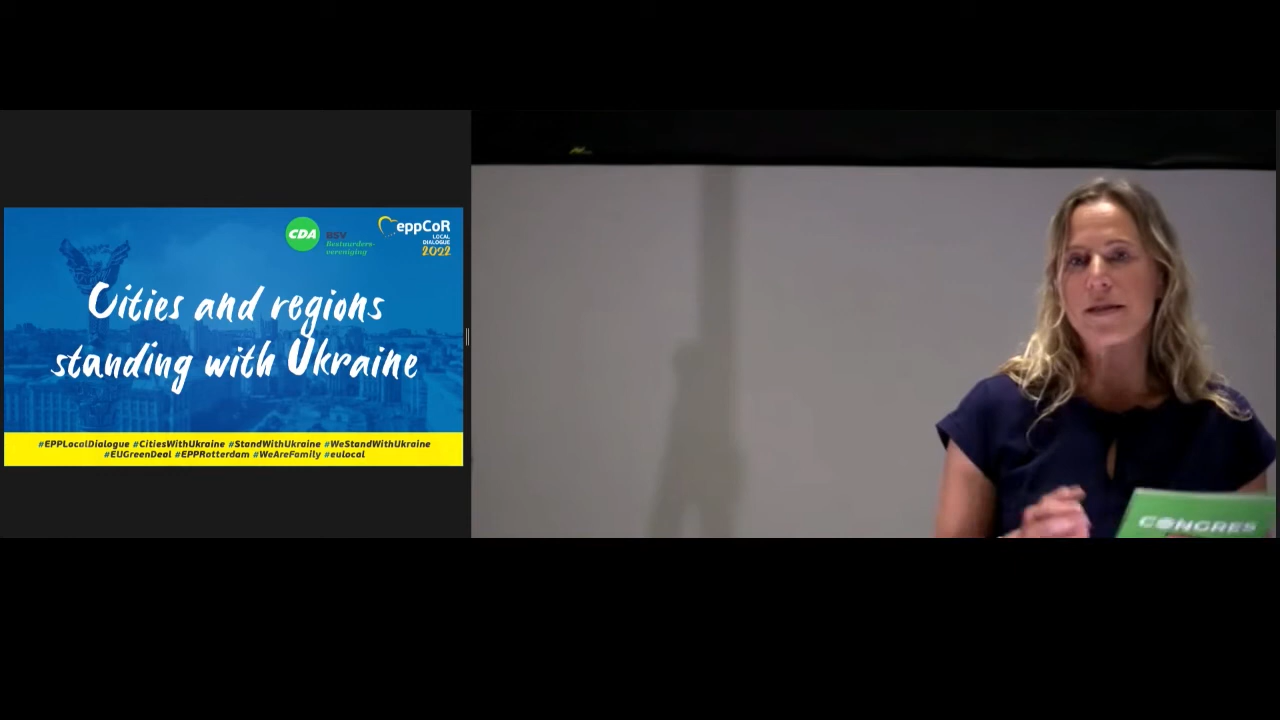 CDA
BSV
Bestuurders-
vereniging
eppCoR
LOCAL
DIALOGUE
2022
Cities and regions
standing with Ukraine
#EPPLocalDialogue #CitiesWithUkraine #StandWithUkraine #WeStandWithUkraine
#EUGreenDeal #EPPRotterdam #WeAreFamily #eulocal
CONGRES